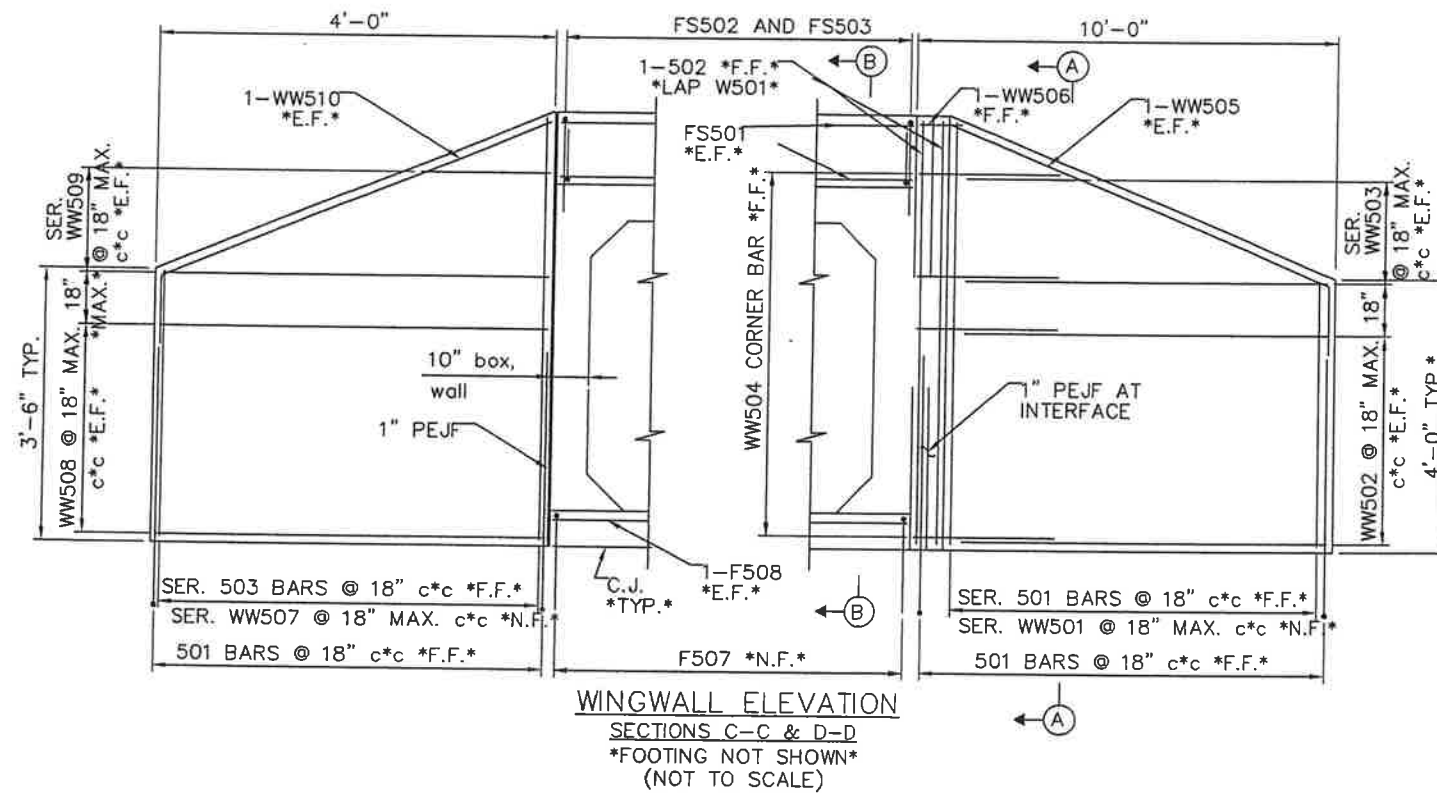 4'-0"
FS502 AND FS503
10'-0"
1-502 *F.F.*
*LAP W501*
B
A
1-WW510
*E.F.*
1-WW506
*F.F.*
1-WW505
*E.F.*
FS501
*E.F.*
SER.
WW509
@ 18" MAX.
c*c *E.F.*
SER.
WW503
@ 18" MAX.
c*c *E.F.*
WW504 CORNER BAR *F.F.*
3'-6" TYP.
WW508 @ 18" MAX.
c*c *E.F.*
18"
*MAX.*
10" box,
wall
1" PEJF
1" PEJF AT
INTERFACE
18"
WW502 @ 18" MAX.
c*c *E.F.*
4'-0" TYP.*
C.J.
*TYP.*
1-F508
*E.F.*
B
SER. 503 BARS @ 18" c*c *F.F.*
SER. WW507 @ 18" MAX. c*c *N.F.*
501 BARS @ 18" c*c *F.F.*
F507 *N.F.*
SER. 501 BARS @ 18" c*c *F.F.*
SER. WW501 @ 18" MAX. c*c *N.F.*
501 BARS @ 18" c*c *F.F.*
A
WINGWALL ELEVATION
SECTIONS C-C & D-D
*FOOTING NOT SHOWN*
(NOT TO SCALE)